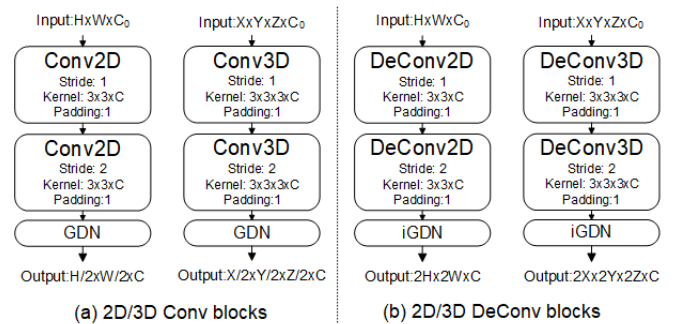 Input:HxWxC₀ Input:XxYxZxC₀ Input:HxWxC₀ Input:XxYxZxC₀
Conv2D Conv3D DeConv2D DeConv3D
Stride: 1 Stride: 1 Stride: 1 Stride: 1
Kernel: 3x3xC Kernel: 3x3x3xC Kernel: 3x3xC Kernel: 3x3x3xC
Padding:1 Padding:1 Padding:1 Padding:1
Conv2D Conv3D DeConv2D DeConv3D
Stride: 2 Stride: 2 Stride: 2 Stride: 2
Kernel: 3x3xC Kernel: 3x3x3xC Kernel: 3x3xC Kernel: 3x3x3xC
Padding:1 Padding:1 Padding:1 Padding:1
GDN GDN iGDN iGDN
Output:H/2xW/2xC Output:X/2xY/2xZ/2xC Output:2Hx2WxC Output:2Xx2Yx2ZxC
(a) 2D/3D Conv blocks (b) 2D/3D DeConv blocks